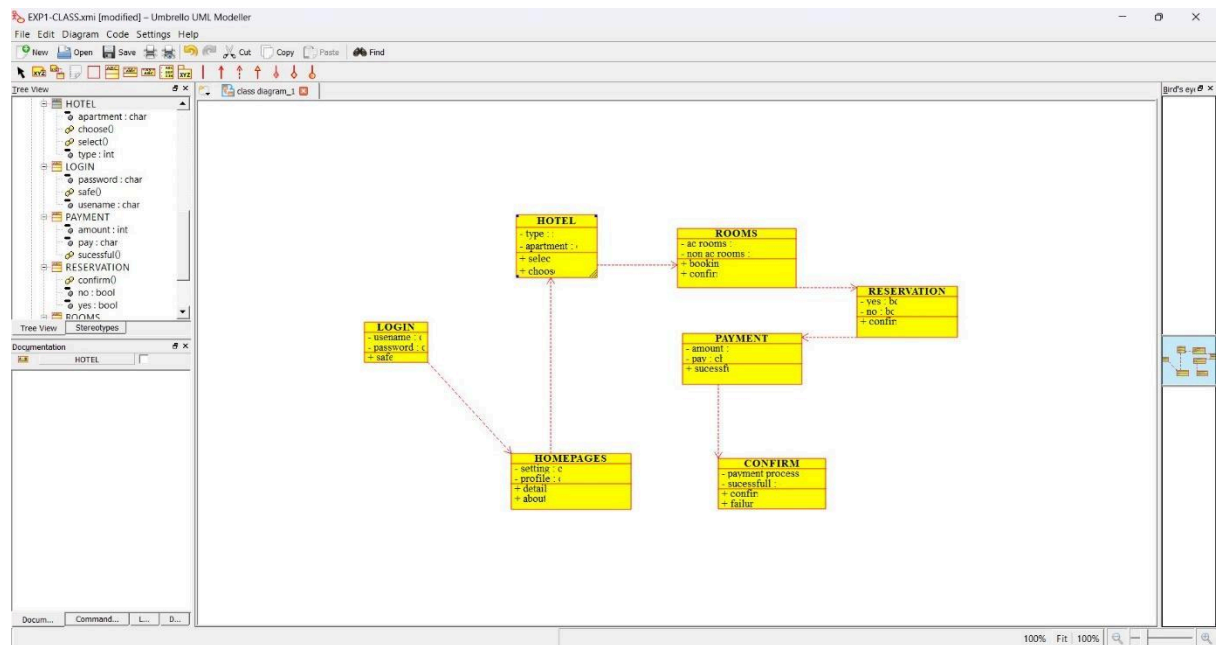 EXP1-CLASS.xmi [modified] – Umbrello UML Modeller
File Edit Diagram Code Settings Help
New Open Save Cut Copy Paste Find
Tree View
class diagram_1
Bird's eye
HOTEL
apartment : char
choose()
select()
type : int
LOGIN
password : char
safe()
usename : char
PAYMENT
amount : int
pay : char
sucessful()
RESERVATION
confirm()
no : bool
yes : bool
ROOMS
Tree View Stereotypes
Documentation
HOTEL
Docum... Command... L... D...
HOTEL
- type : :
- apartment :
+ selec
+ choose
ROOMS
- ac rooms :
- non ac rooms :
+ bookin
+ confir
RESERVATION
- yes : bo
- no : bo
+ confir
LOGIN
- usename :
- password :
+ safe
PAYMENT
- amount :
- pay : cl
+ sucessf
HOMEPAGES
- setting : c
- profile :
+ detail
+ about
CONFIRM
- payment process
- sucessfull :
+ confir
+ failur
100% Fit 100%